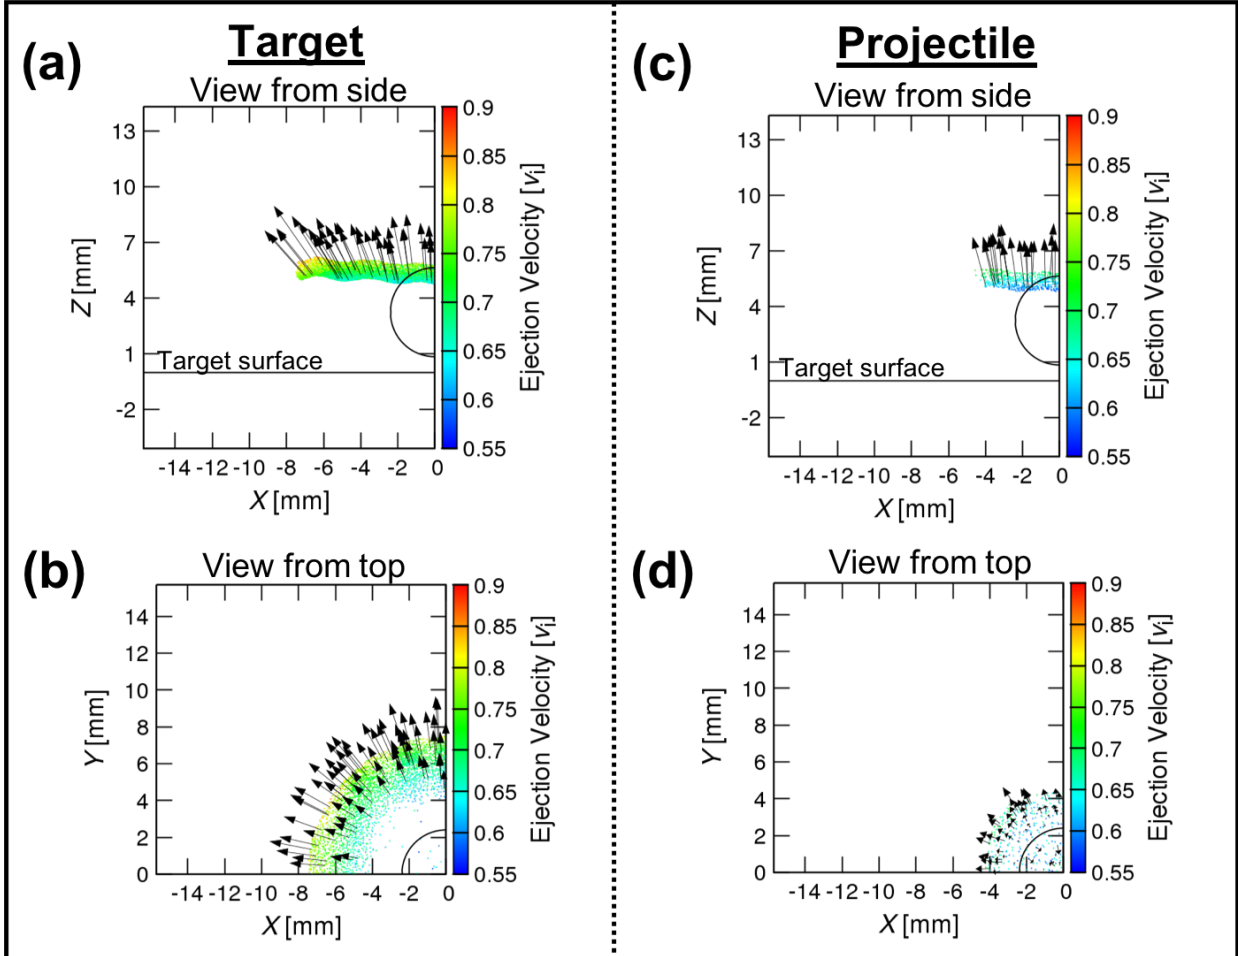 Target
(a)
View from side
13
10
7
4
1
-2
Z [mm]
Target surface
-14 -12 -10 -8 -6 -4 -2 0
X [mm]
0.9
0.85
0.8
0.75
0.7
0.65
0.6
0.55
Ejection Velocity [vi]
(b)
View from top
14
12
10
8
6
4
2
0
Y [mm]
-14 -12 -10 -8 -6 -4 -2 0
X [mm]
0.9
0.85
0.8
0.75
0.7
0.65
0.6
0.55
Ejection Velocity [vi]
Projectile
(c)
View from side
13
10
7
4
1
-2
Z [mm]
Target surface
-14 -12 -10 -8 -6 -4 -2 0
X [mm]
0.9
0.85
0.8
0.75
0.7
0.65
0.6
0.55
Ejection Velocity [vi]
(d)
View from top
14
12
10
8
6
4
2
0
Y [mm]
-14 -12 -10 -8 -6 -4 -2 0
X [mm]
0.9
0.85
0.8
0.75
0.7
0.65
0.6
0.55
Ejection Velocity [vi]